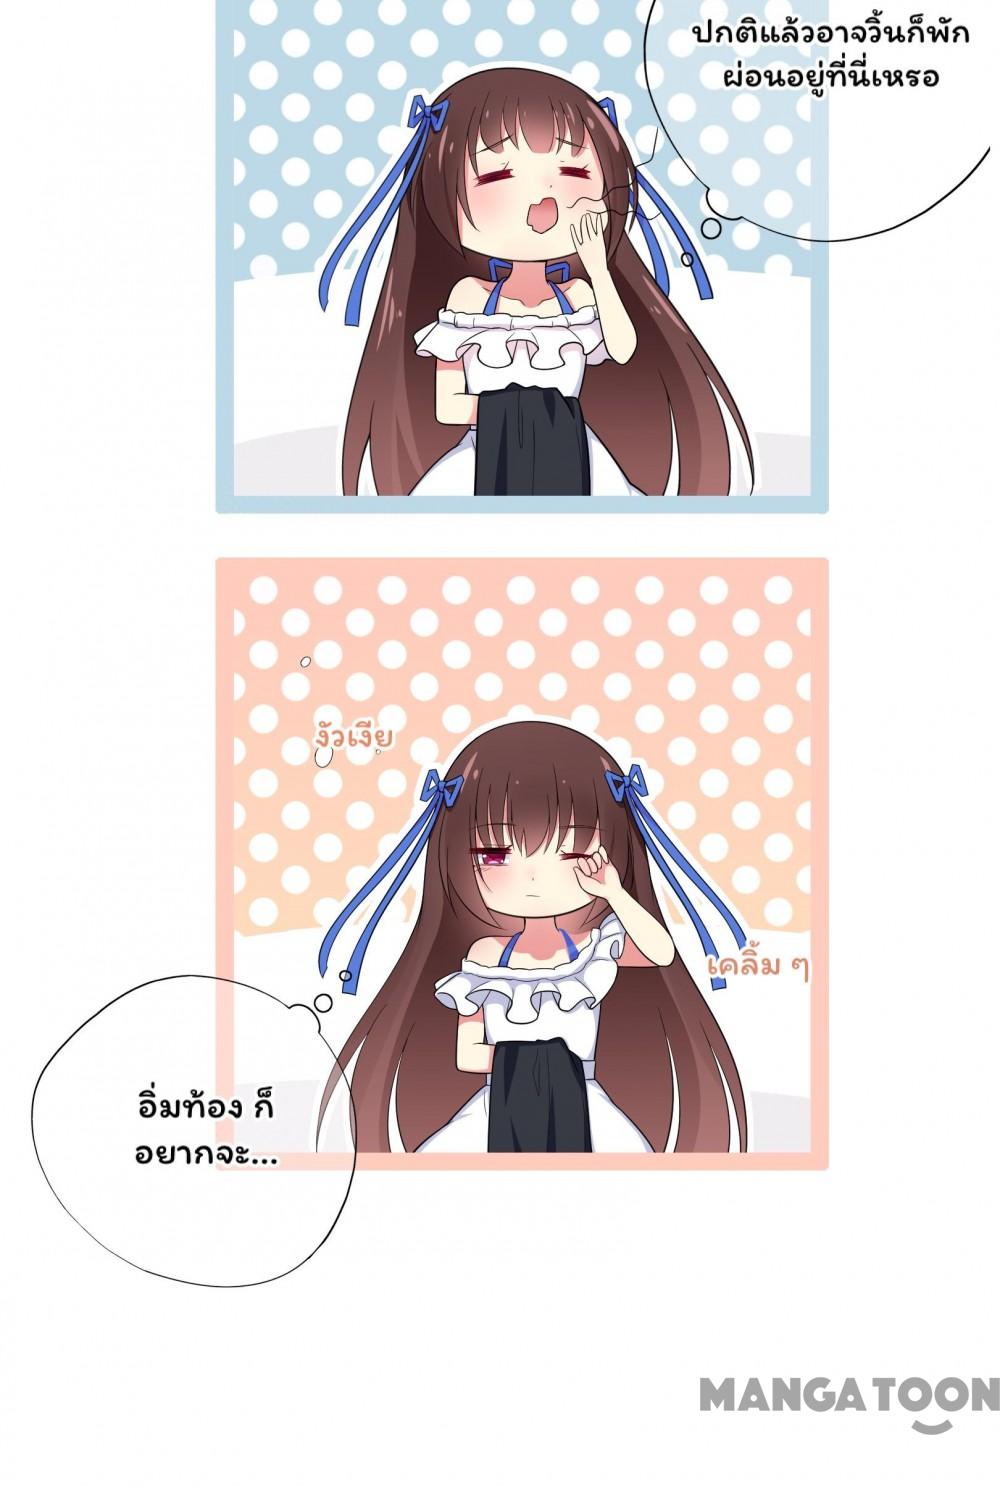 ปกติแล้วอาจวิ้นก็พัก
ผ่อนอยู่ที่นี่เหรอ
งัวเงีย
เคลิ้ม ๆ
อิ่มท้อง ก็
อยากจะ...
MANGATOON